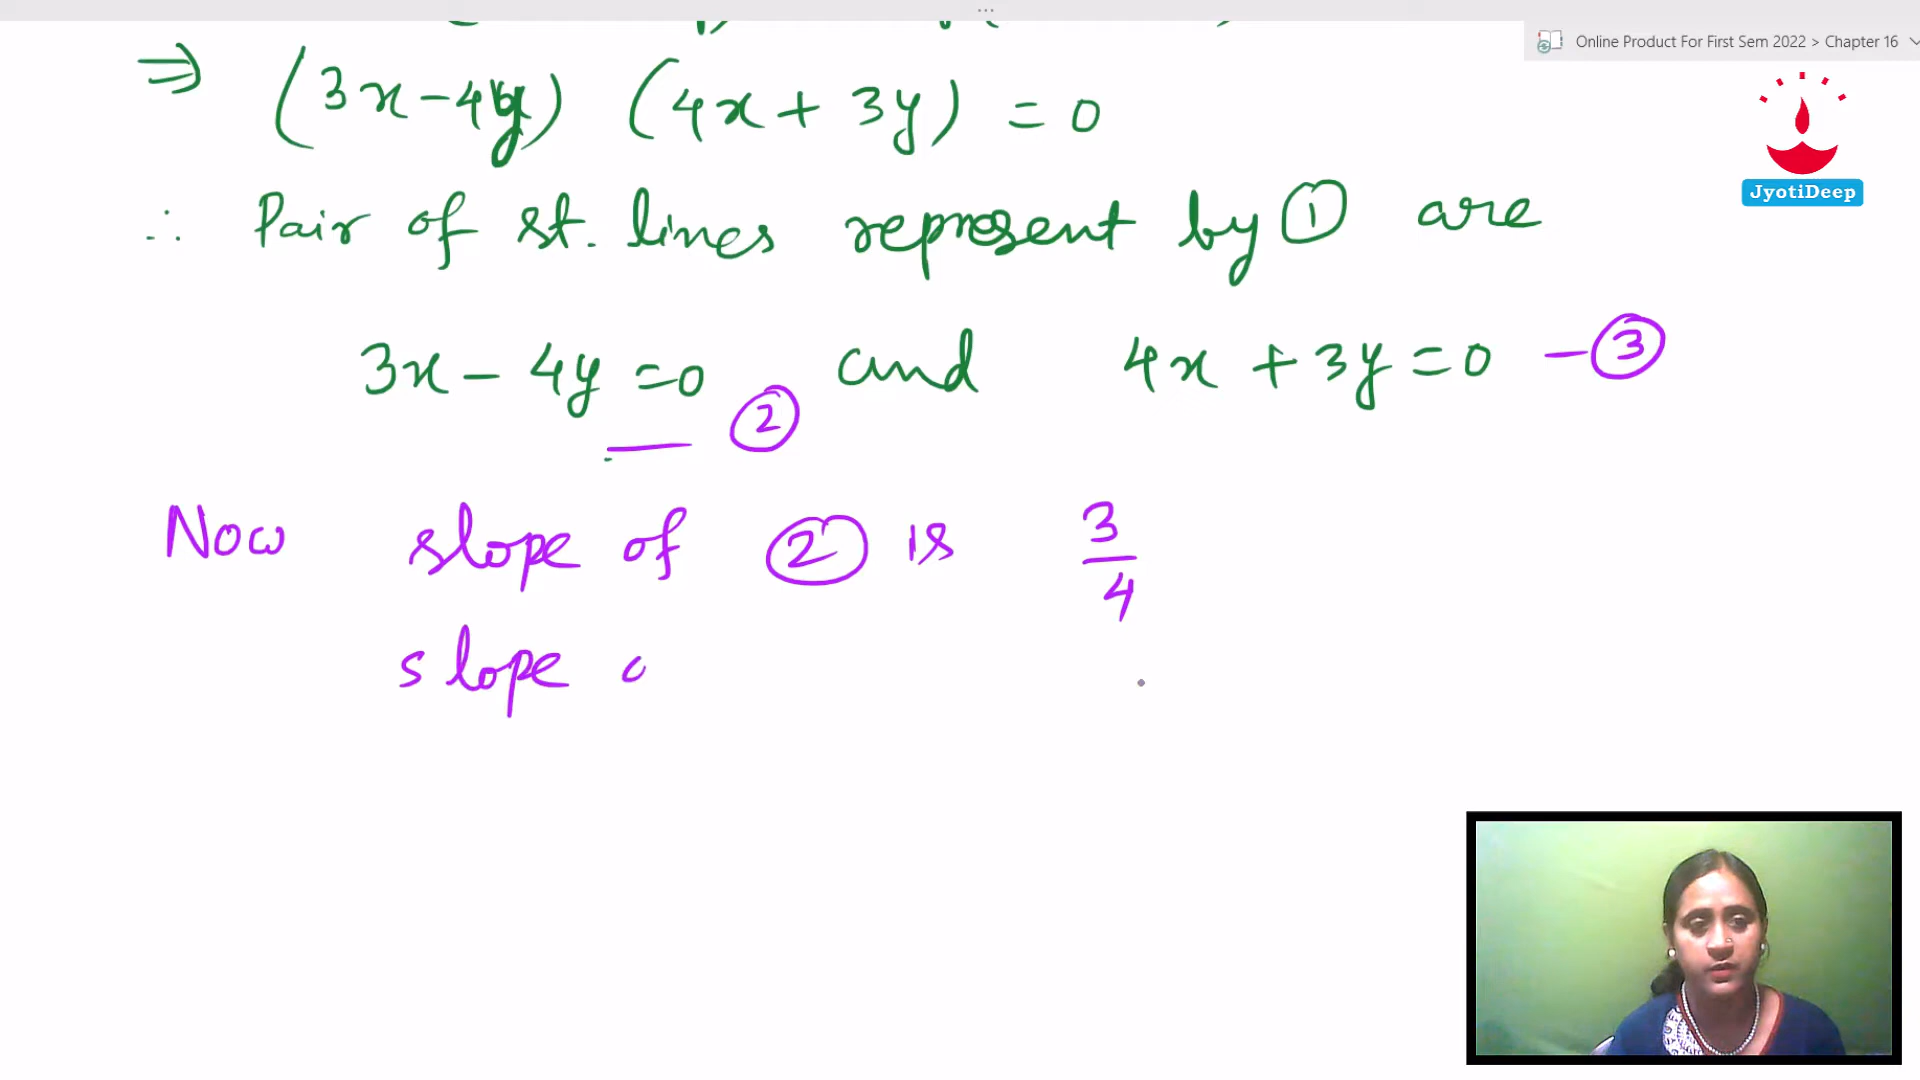 Online Product For First Sem 2022 > Chapter 16
⇒ (3x-4y) (4x+3y) = 0
JyotiDeep
∴ Pair of st. lines represent by ① are
3x - 4y = 0 and 4x + 3y = 0 - ③
— ②
Now slope of ② is 3/4
slope o